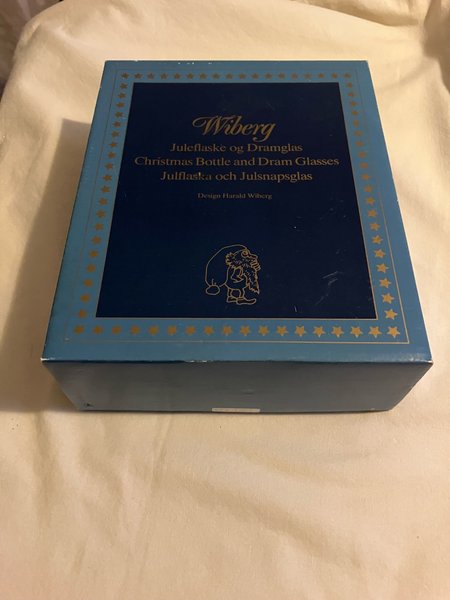 Wiberg
Juleflaske og Dramglas
Christmas Bottle and Dram Glasses
Julflaska och Julsnapsglas
Design Harald Wiberg